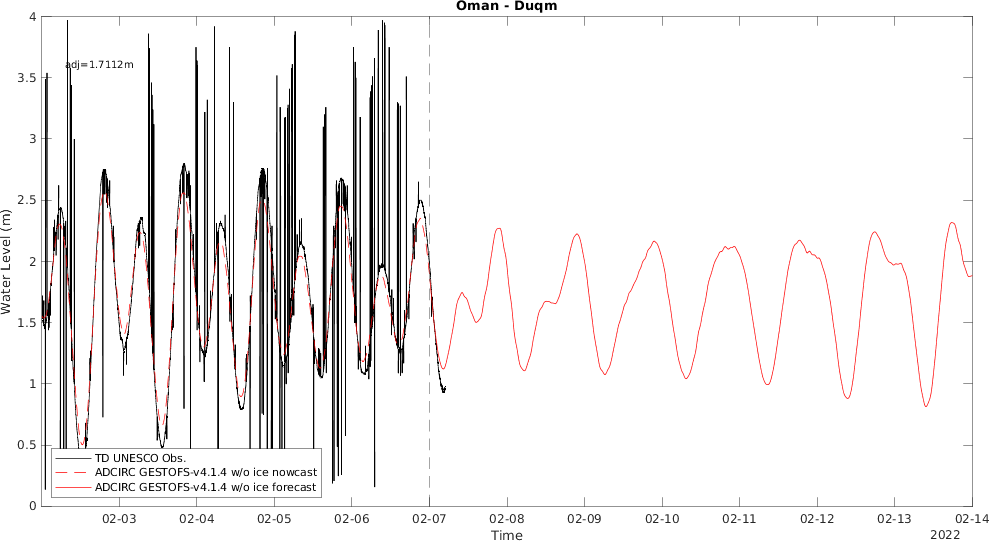 Oman - Duqm
4
3.5
3
2.5
2
1.5
1
0.5
0
Water Level (m)
adj=1.7112m
TD UNESCO Obs.
ADCIRC GESTOFS-v4.1.4 w/o ice nowcast
ADCIRC GESTOFS-v4.1.4 w/o ice forecast
02-03 02-04 02-05 02-06 02-07 02-08 02-09 02-10 02-11 02-12 02-13 02-14
Time
2022